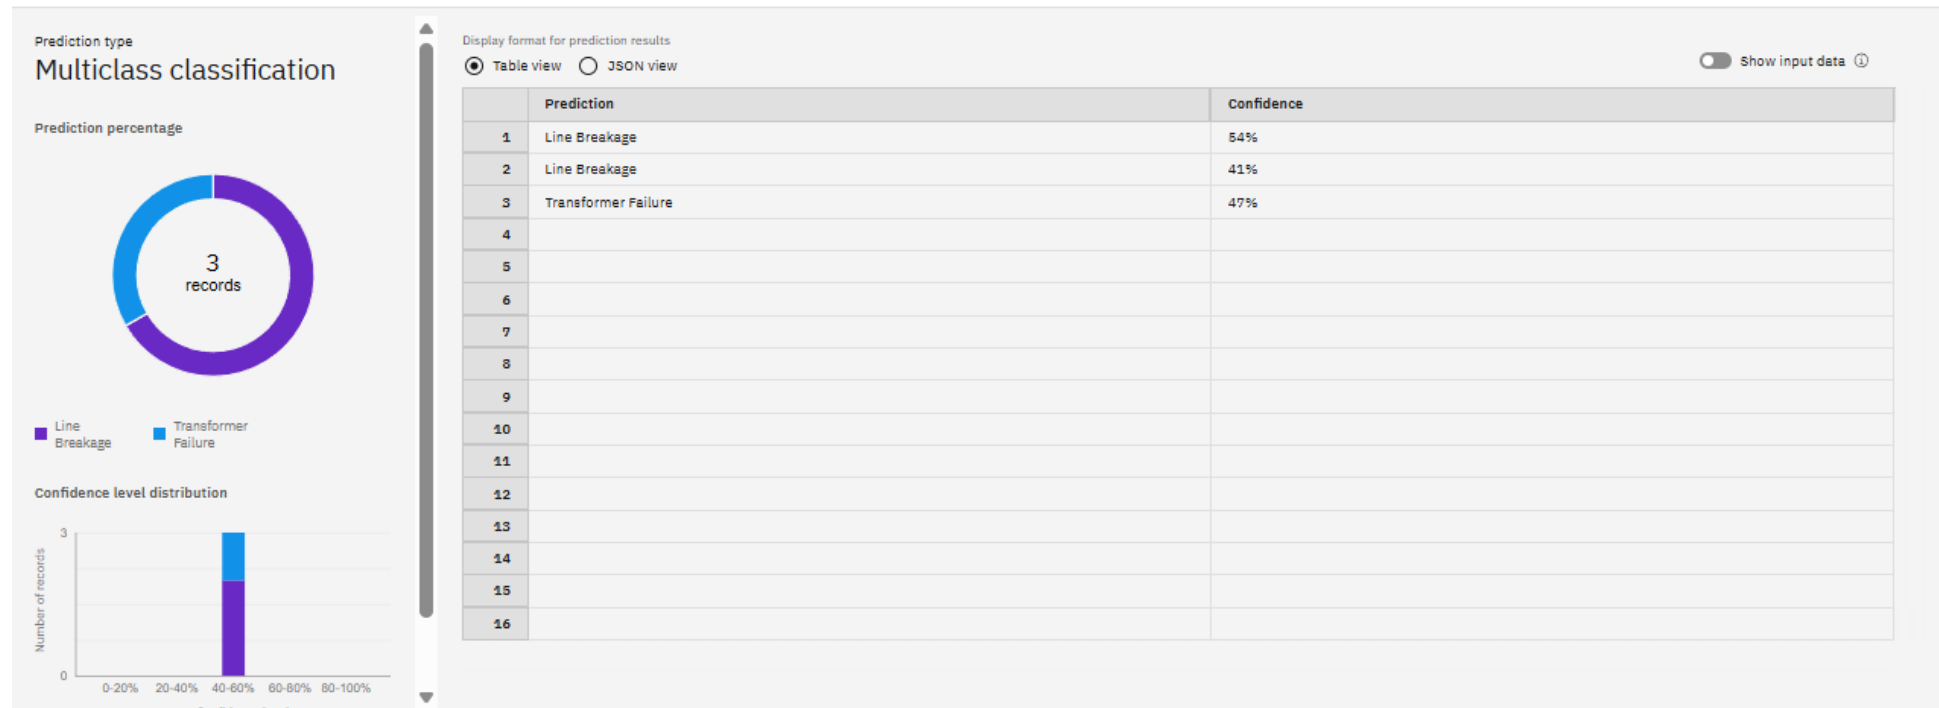 Prediction type
Multiclass classification
Prediction percentage
3
records
Line
Breakage
Transformer
Failure
Confidence level distribution
Number of records
3
0
0-20% 20-40% 40-60% 60-80% 80-100%
Display format for prediction results
Table view JSON view
Show input data
Prediction Confidence
1 Line Breakage 54%
2 Line Breakage 41%
3 Transformer Failure 47%
4
5
6
7
8
9
10
11
12
13
14
15
16